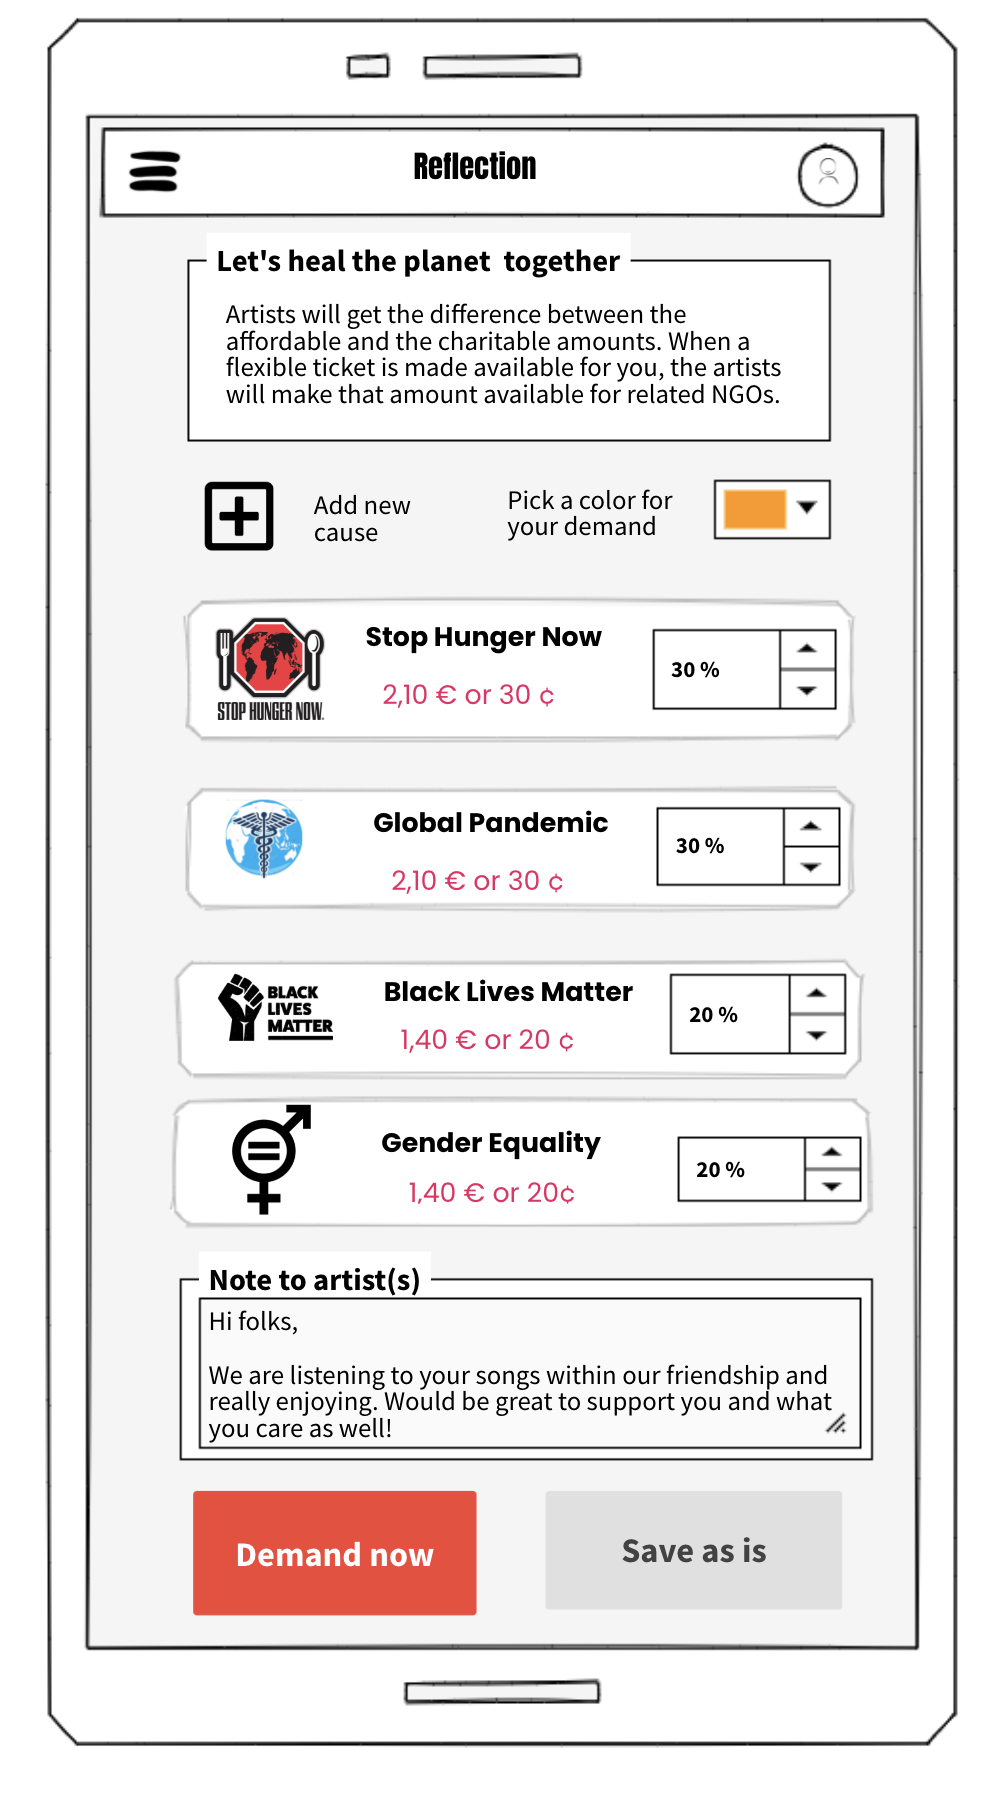 Reflection
Let's heal the planet  together
Artists will get the difference between the
affordable and the charitable amounts. When a
flexible ticket is made available for you, the artists
will make that amount available for related NGOs.
Add new
cause
Pick a color for
your demand
Stop Hunger Now
2,10 € or 30 ¢
30 %
STOP HUNGER NOW.
Global Pandemic
2,10 € or 30 ¢
30 %
BLACK
LIVES
MATTER
Black Lives Matter
1,40 € or 20 ¢
20 %
Gender Equality
1,40 € or 20¢
20 %
Note to artist(s)
Hi folks,
We are listening to your songs within our friendship and
really enjoying. Would be great to support you and what
you care as well!
Demand now
Save as is